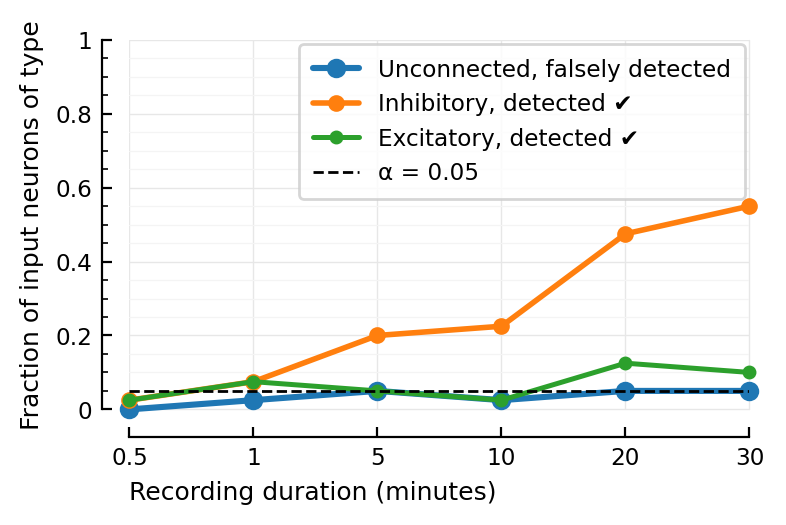 Fraction of input neurons of type
1
0.8
0.6
0.4
0.2
0
Unconnected, falsely detected
Inhibitory, detected ✔
Excitatory, detected ✔
α = 0.05
0.5 1 5 10 20 30
Recording duration (minutes)